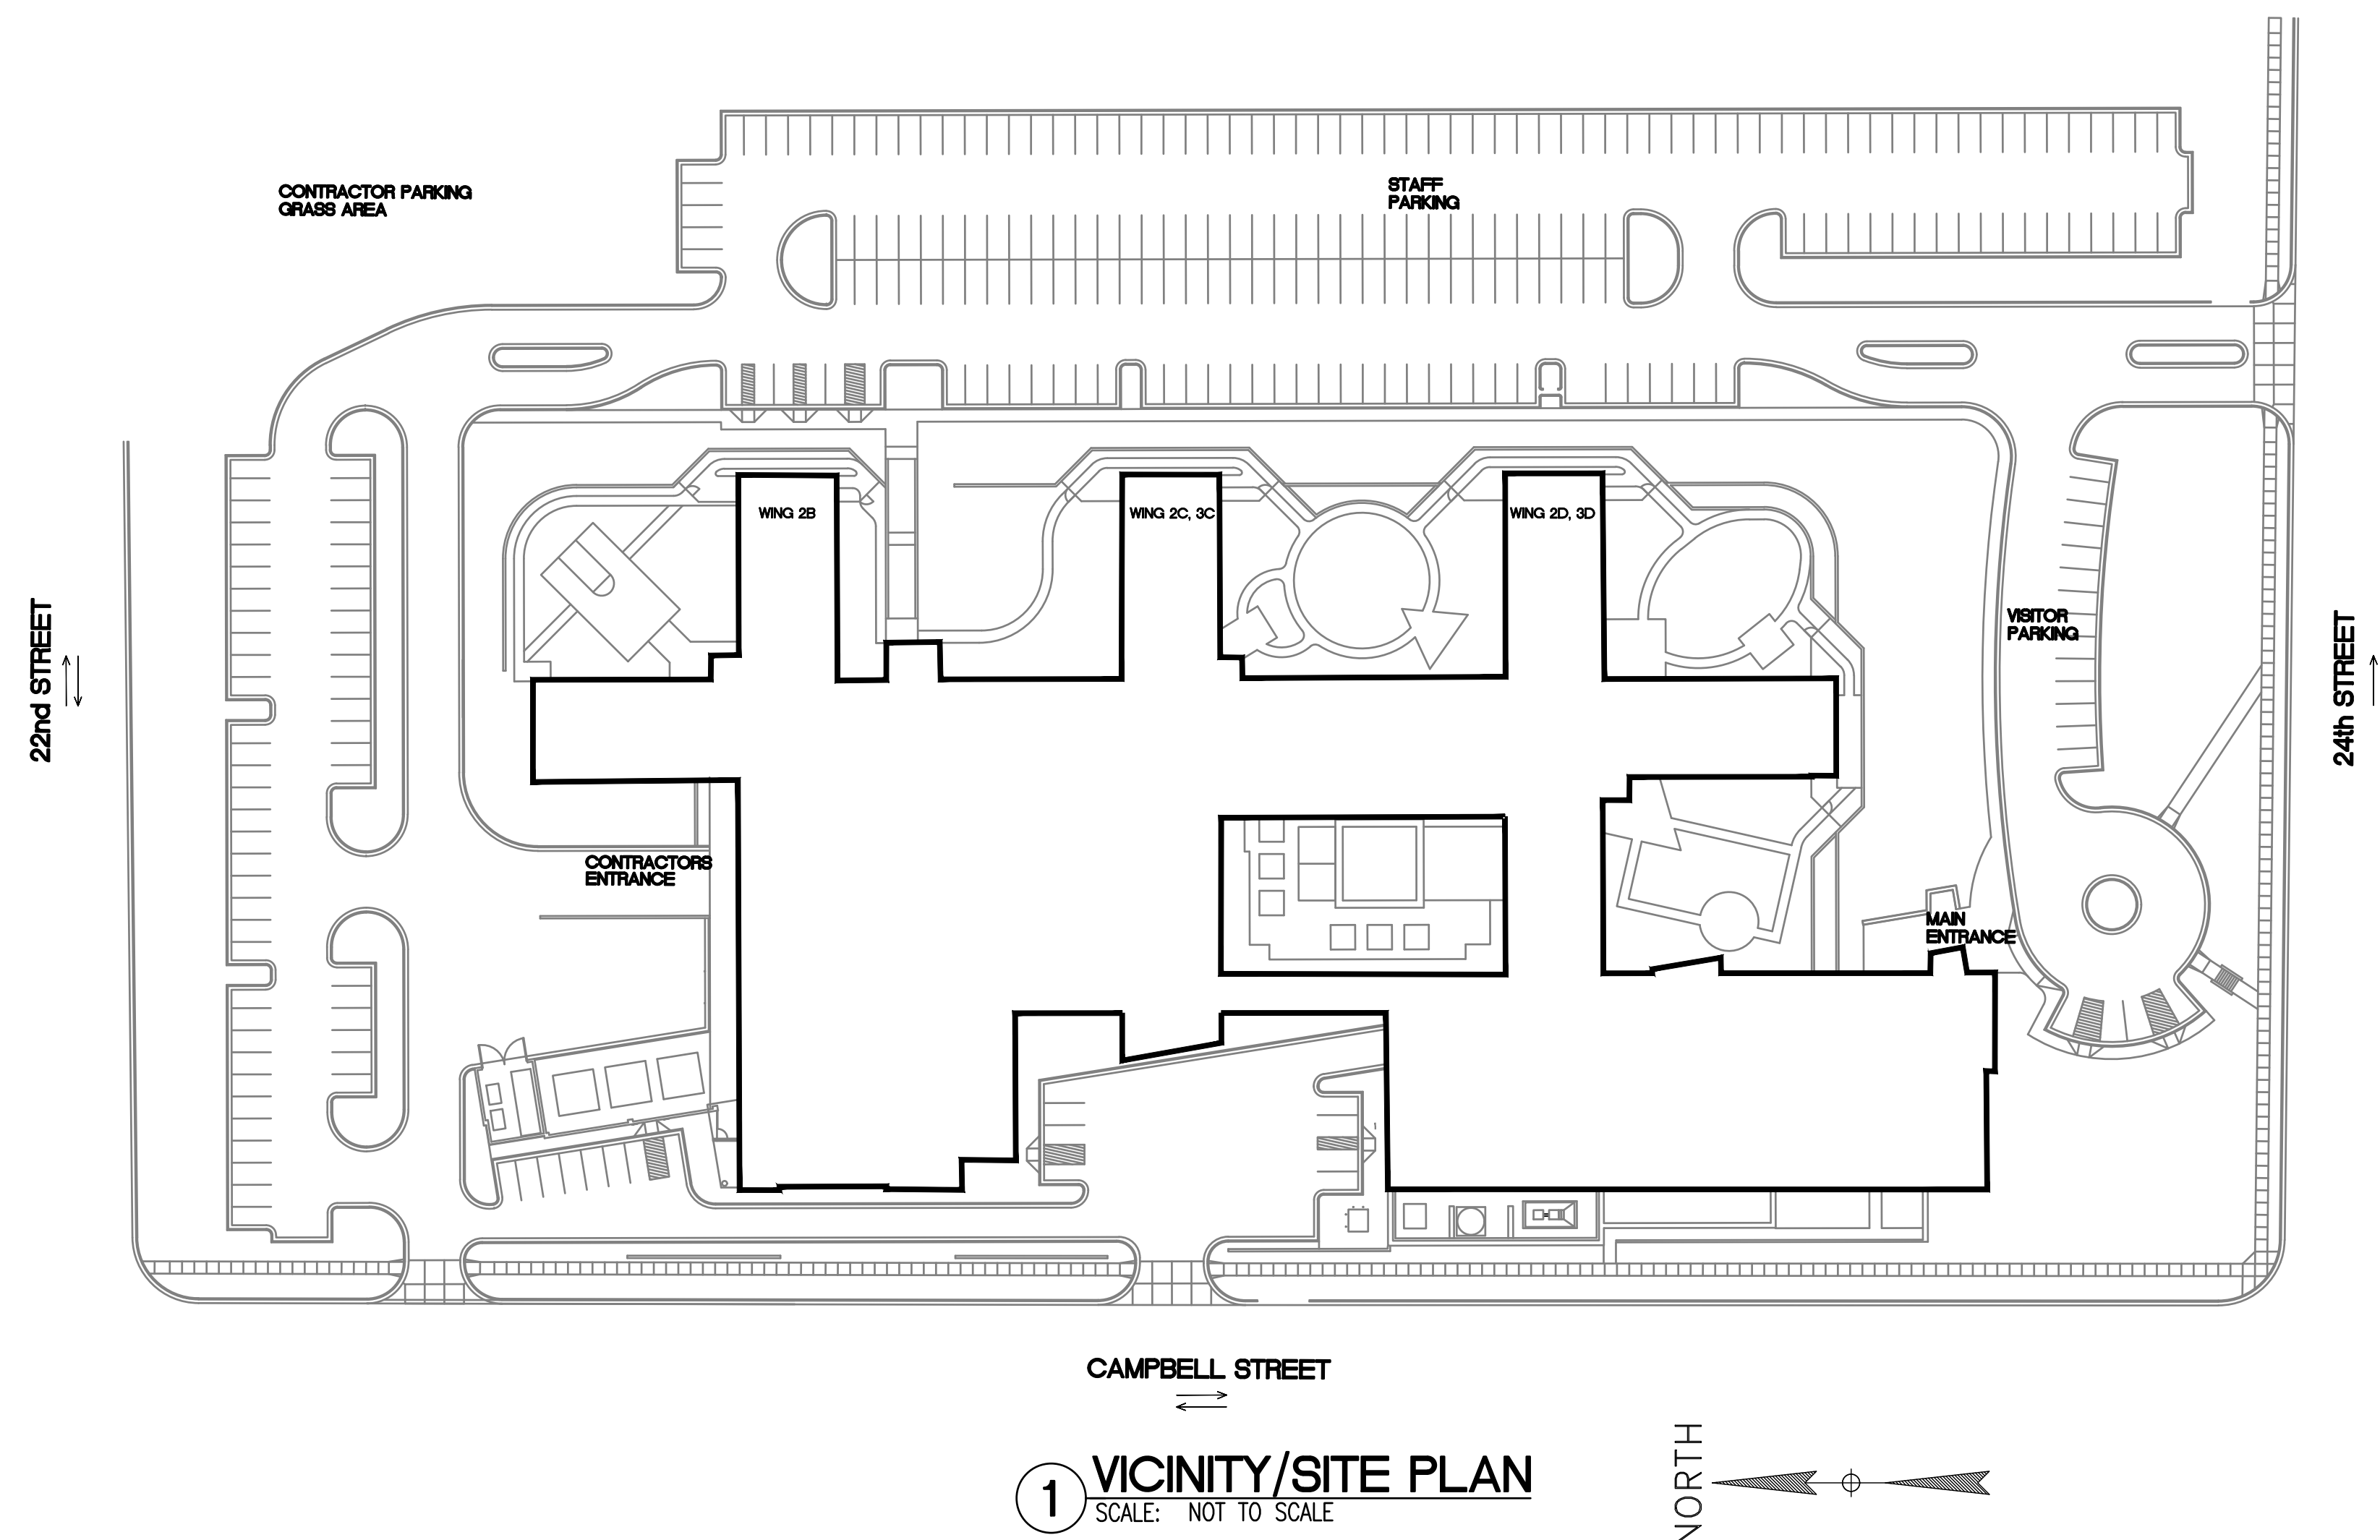 CONTRACTOR PARKING
GRASS AREA
STAFF
PARKING
WING 2B
WING 2C, 3C
WING 2D, 3D
22nd STREET
VISITOR
PARKING
24th STREET
CONTRACTORS
ENTRANCE
MAIN
ENTRANCE
CAMPBELL STREET
1
VICINITY/SITE PLAN
SCALE: NOT TO SCALE
NORTH